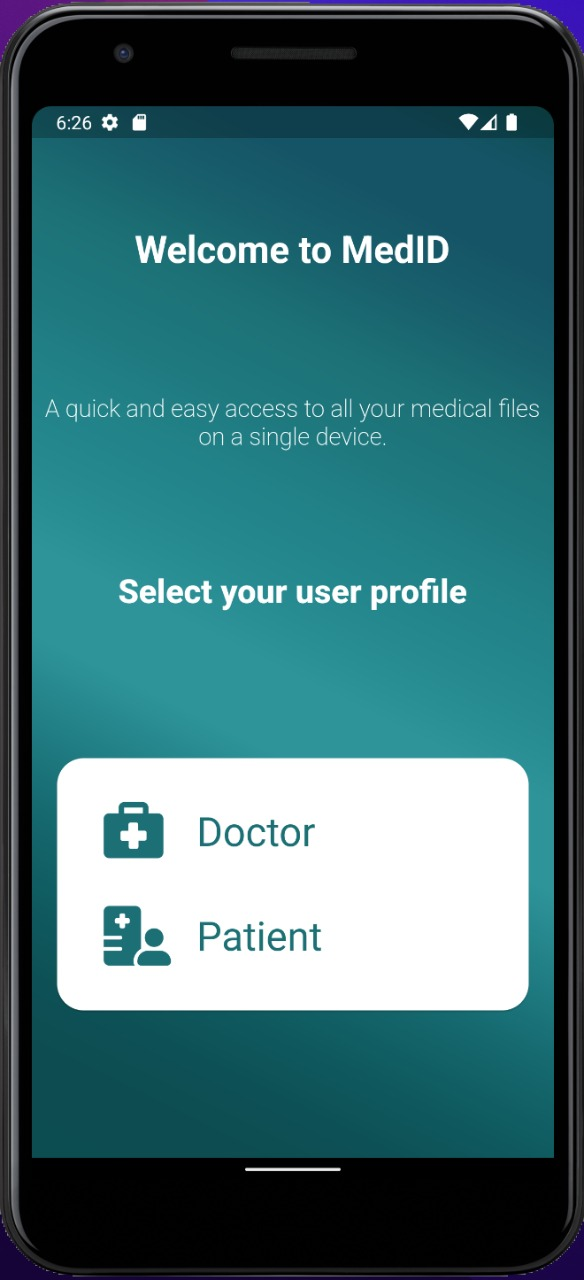 6:26
Welcome to MedID
A quick and easy access to all your medical files
on a single device.
Select your user profile
Doctor
Patient